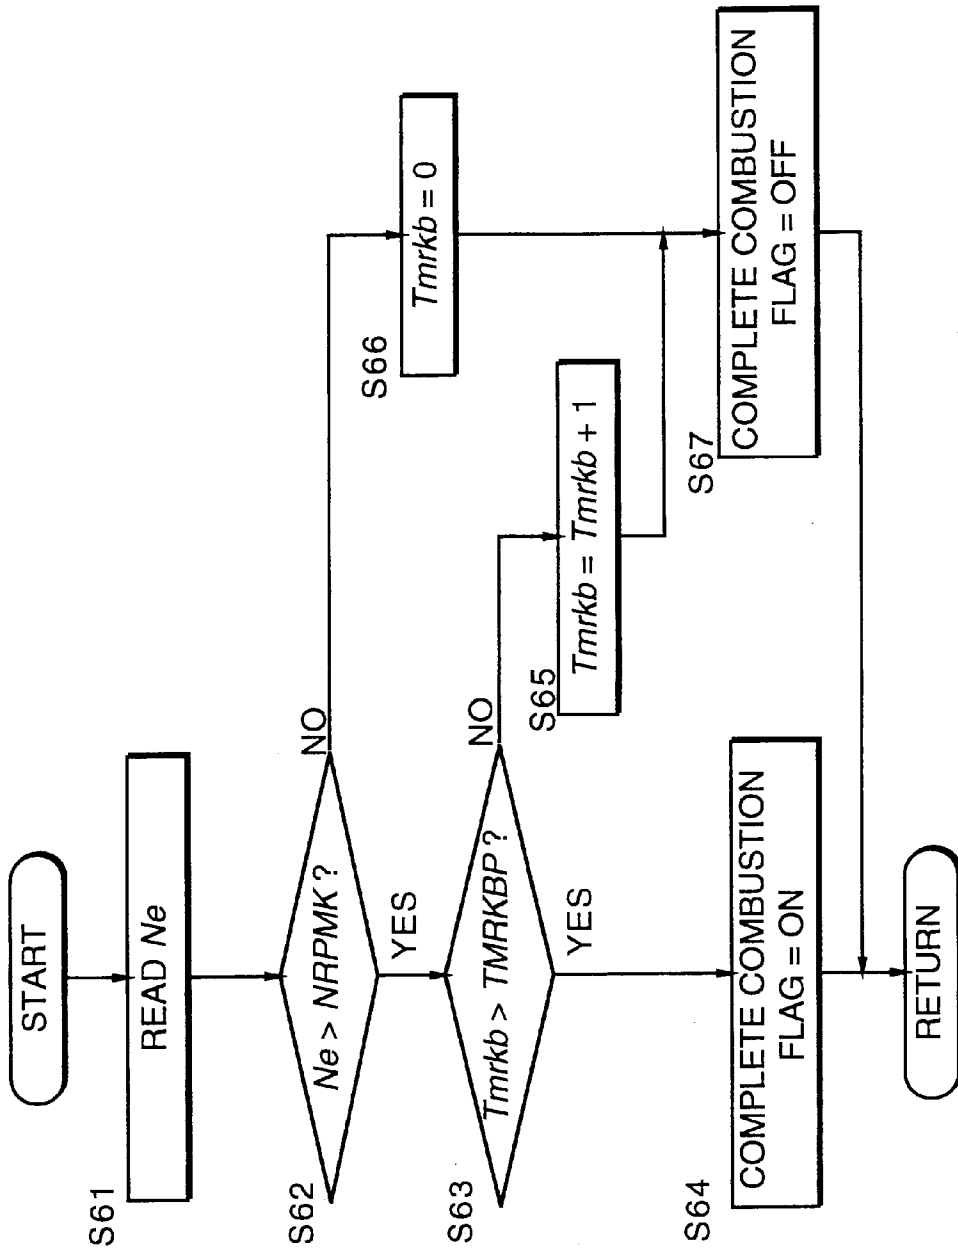 START
S61
READ Ne
S62
Ne > NRPMK ?
NO
YES
S66
Tmrkb = 0
S63
Tmrkb > TMRKBP ?
NO
YES
S65
Tmrkb = Tmrkb + 1
S64
COMPLETE COMBUSTION
FLAG = ON
S67
COMPLETE COMBUSTION
FLAG = OFF
RETURN